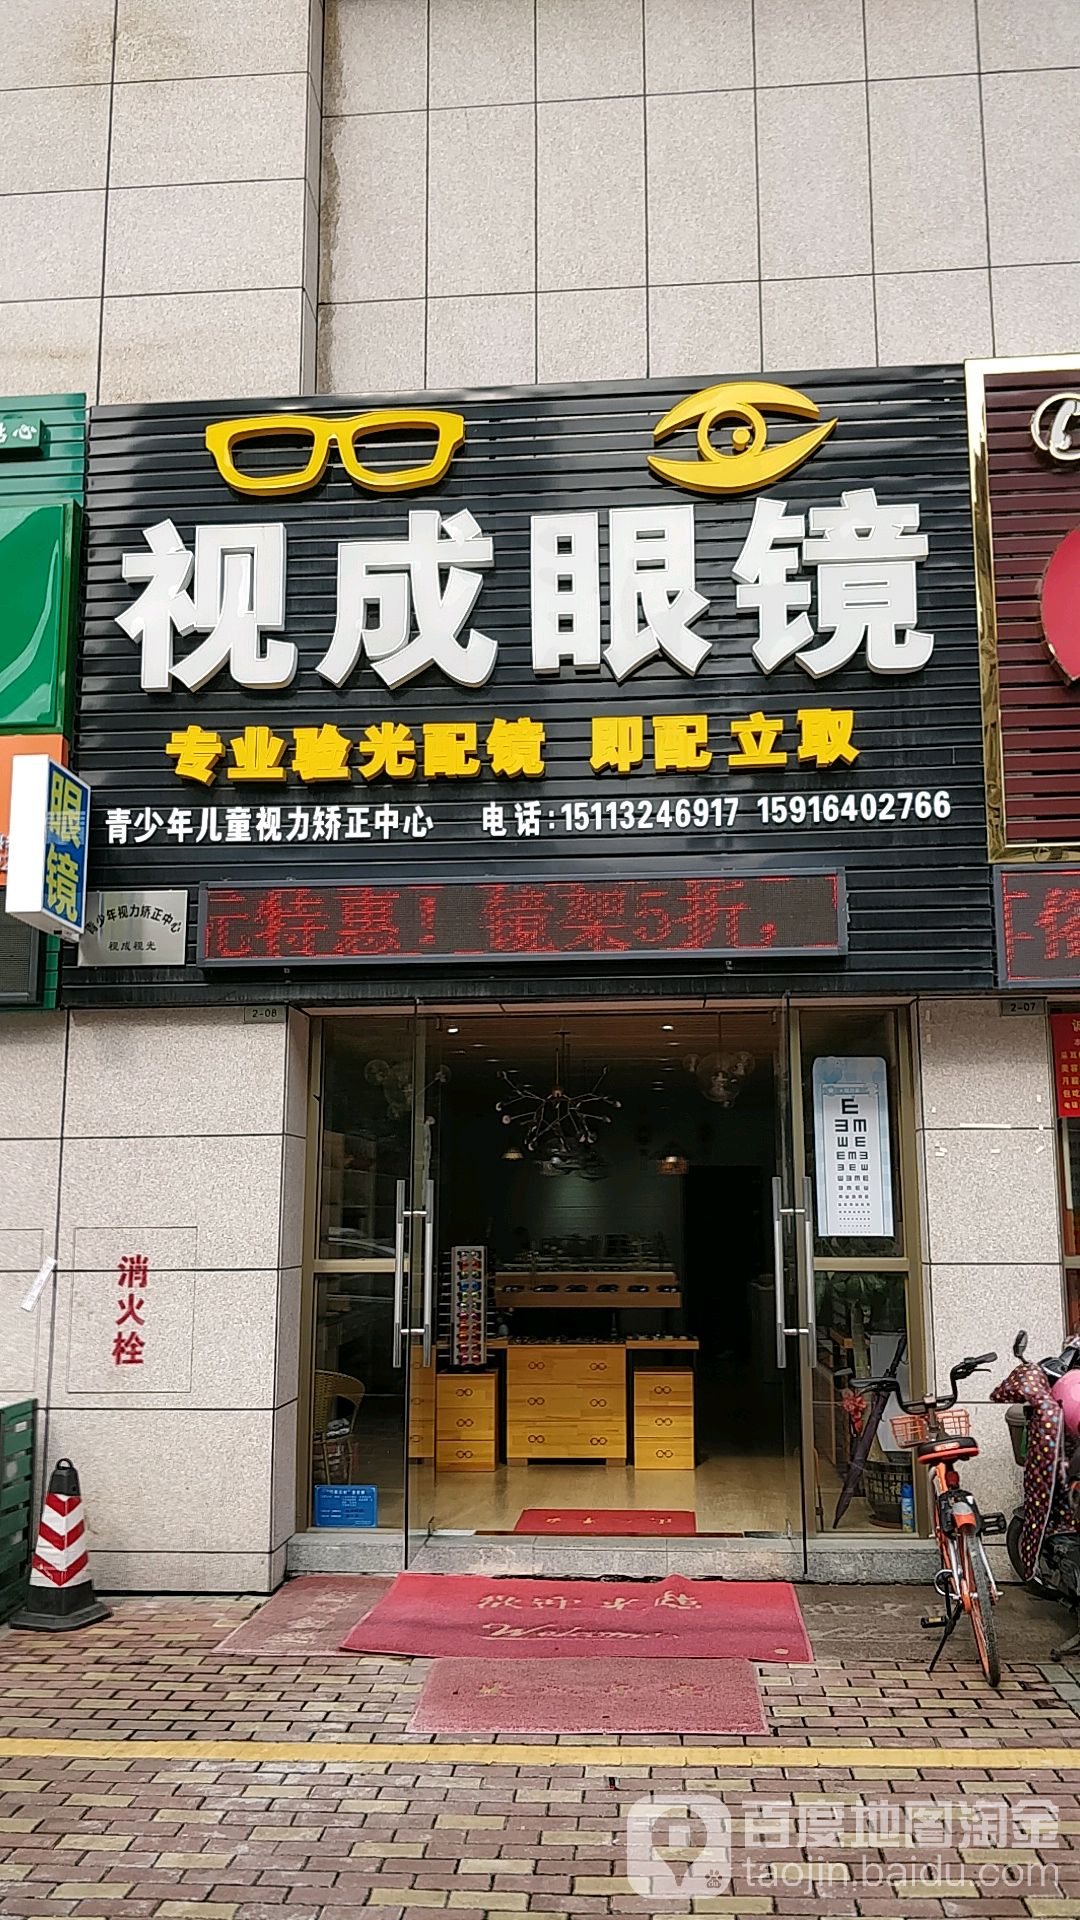 视成眼镜
专业验光配镜 即配立取
青少年儿童视力矫正中心 电话:15113246917 15916402766
眼镜
青少年视力矫正中心
视成视光
元特惠! 镜架5折,
2-08
2-07
消火栓
欢迎光临
Welcome
百度地图淘金
taojin.baidu.com